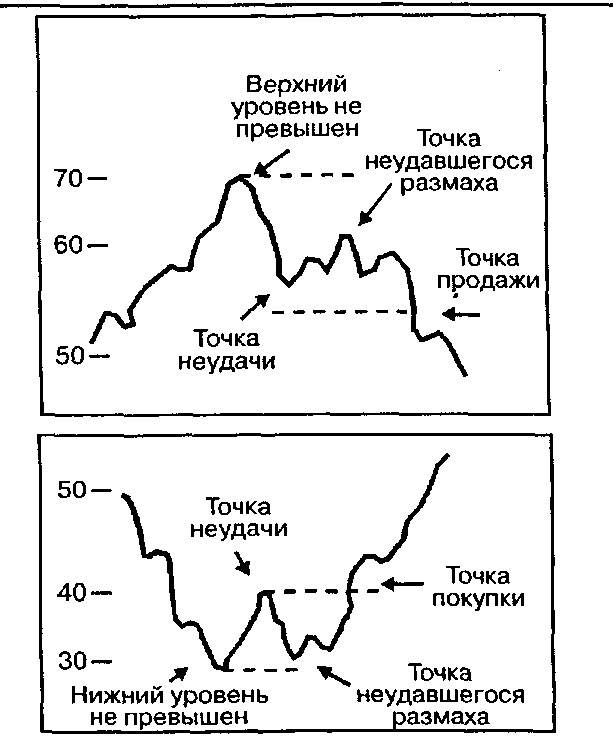 Верхний
уровень не
превышен
Точка
неудавшегося
размаха
70
60
Точка
продажи
Точка
неудачи
50
50
Точка
неудачи
40
Точка
покупки
30
Нижний уровень
не превышен
Точка
неудавшегося
размаха